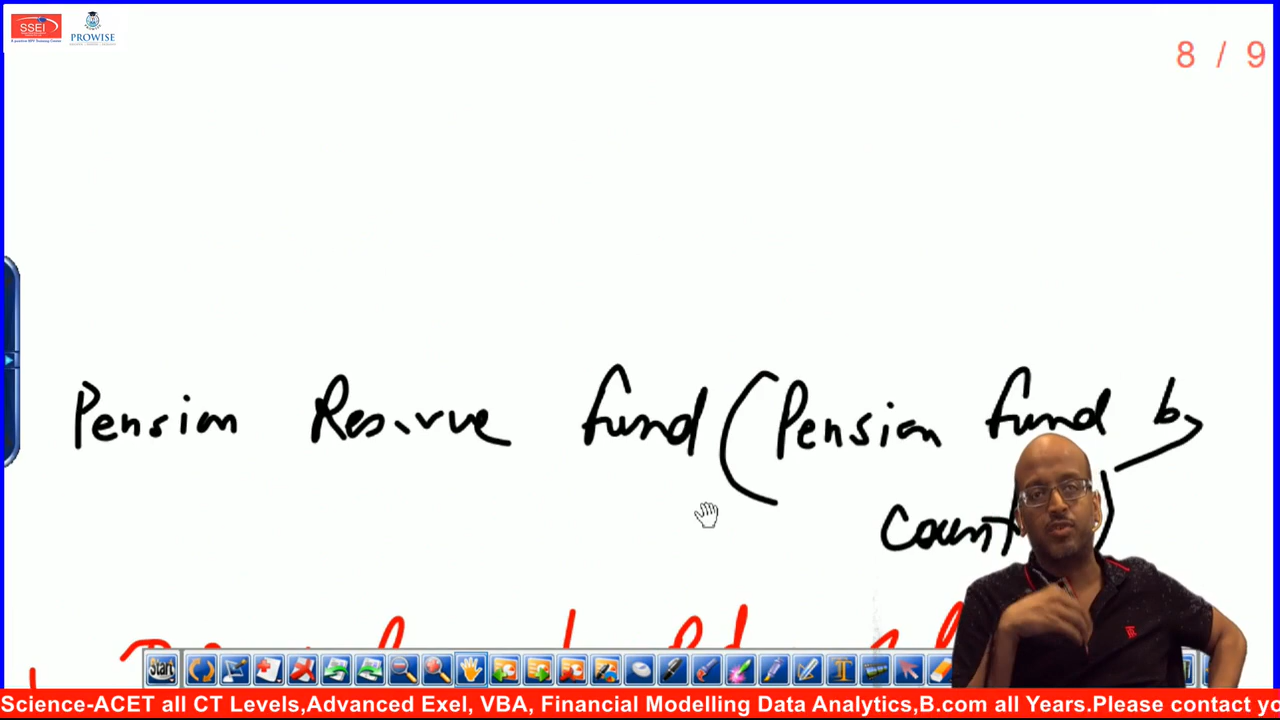 SSEI
PROWISE
8 / 9
Pension Reserve fund (Pension fund by
Start
Science-ACET all CT Levels,Advanced Exel, VBA, Financial Modelling Data Analytics,B.com all Years.Please contact yo